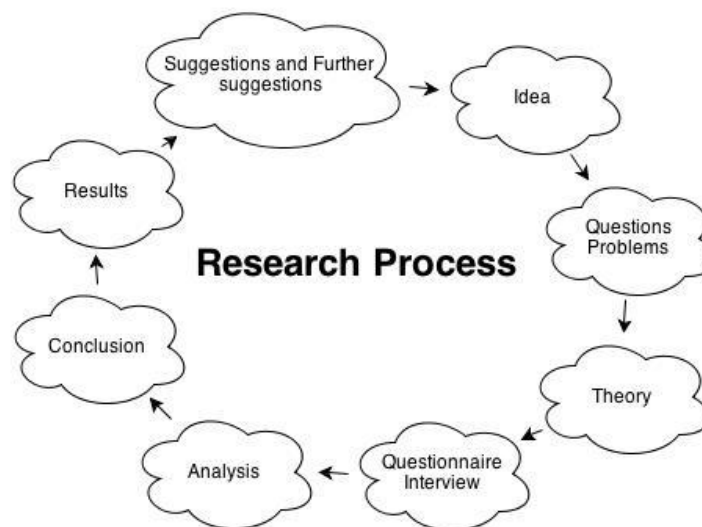 Suggestions and Further
suggestions
Idea
Questions
Problems
Theory
Questionnaire
Interview
Analysis
Conclusion
Results
Research Process